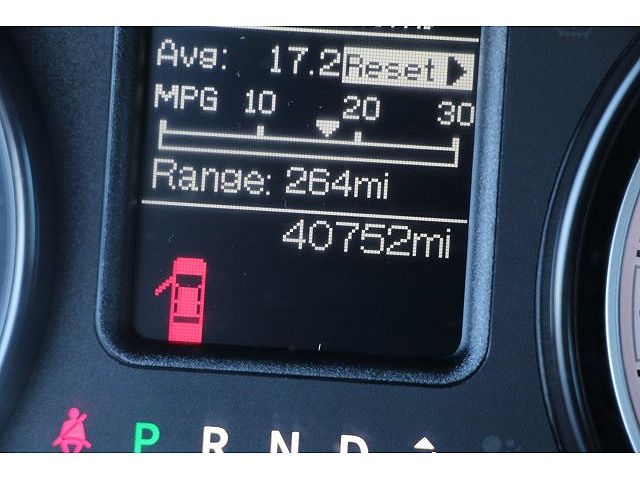 Avg: 17.2 Reset
MPG 10 20 30
Range: 264mi
40752mi
P R N D